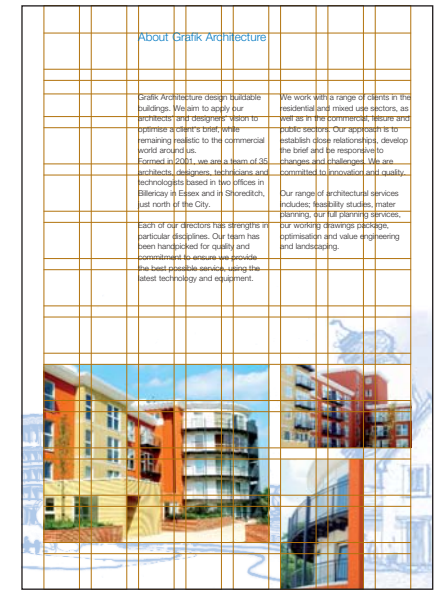 About Grafik Architecture
Grafik Architecture design buildable
buildings. We aim to apply our
architects' and designers' vision to
optimise a client's brief, while
remaining realistic to the commercial
world around us.
Formed in 2001, we are a team of 35
architects, designers, technicians and
technologists based in two offices in
Billericay in Essex and in Shoreditch,
just north of the City.
Each of our directors has strengths in
particular disciplines. Our team has
been handpicked for quality and
commitment to ensure we provide
the best possible service, using the
latest technology and equipment.
We work with a range of clients in the
residential and mixed use sectors, as
well as in the commercial, leisure and
public sectors. Our approach is to
establish close relationships, develop
the brief and be responsive to
changes and challenges. We are
committed to innovation and quality.
Our range of architectural services
includes; feasibility studies, mater
planning, our full planning services,
our working drawings package,
optimisation and value engineering
and landscaping.